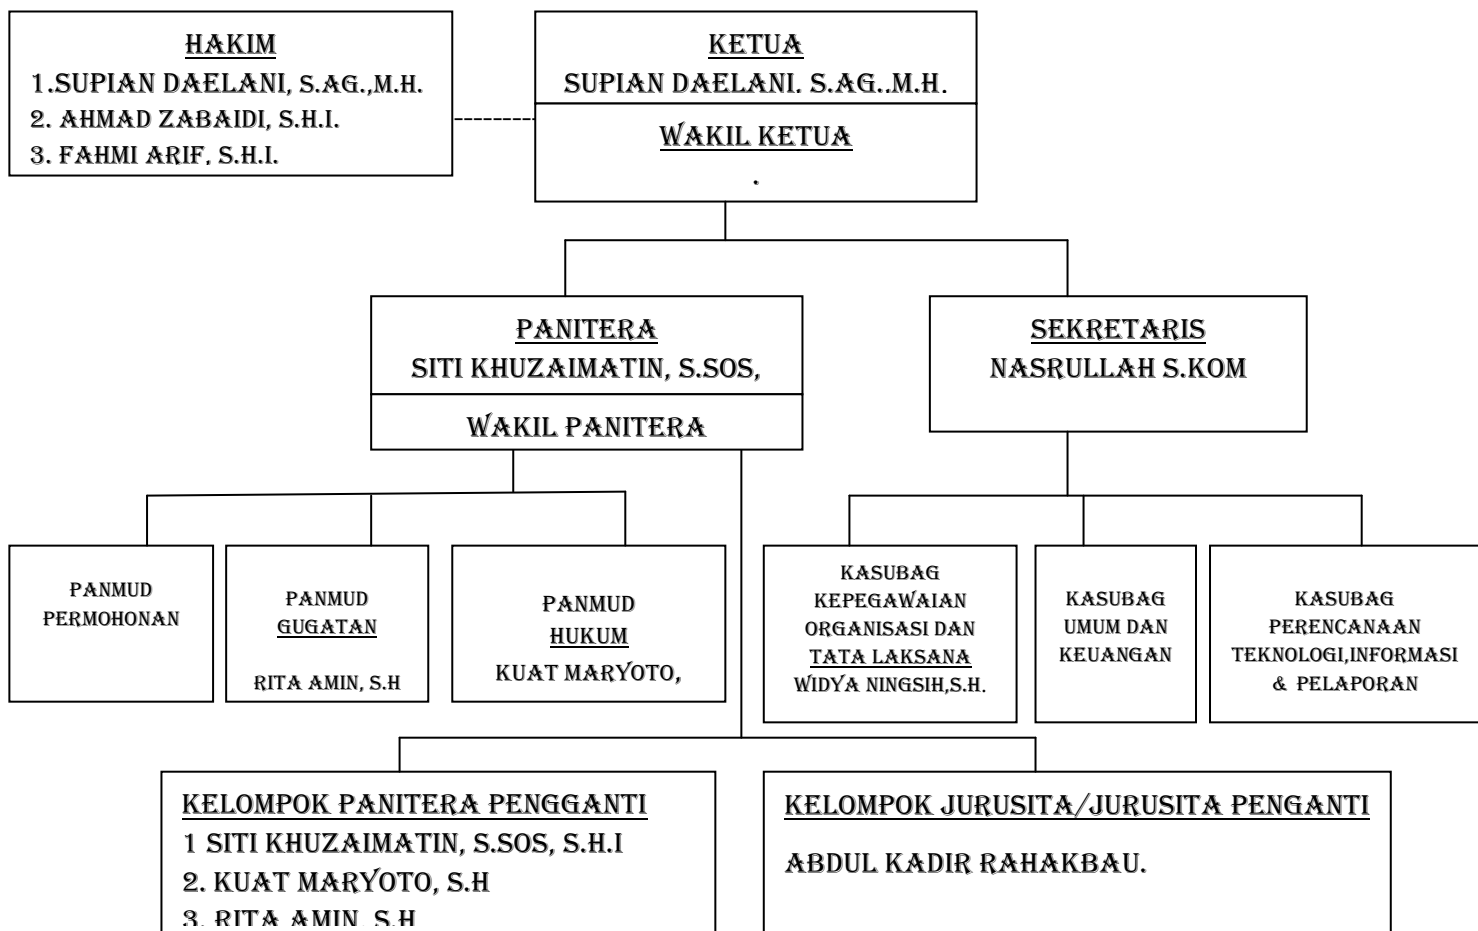 HAKIM
1.SUPIAN DAELANI, S.AG.,M.H.
2. AHMAD ZABAIDI, S.H.I.
3. FAHMI ARIF, S.H.I.
KETUA
SUPIAN DAELANI. S.AG..M.H.
WAKIL KETUA
.
PANITERA
SITI KHUZAIMATIN, S.SOS,
WAKIL PANITERA
SEKRETARIS
NASRULLAH S.KOM
PANMUD
PERMOHONAN
PANMUD
GUGATAN
RITA AMIN, S.H
PANMUD
HUKUM
KUAT MARYOTO,
KASUBAG
KEPEGAWAIAN
ORGANISASI DAN
TATA LAKSANA
WIDYA NINGSIH,S.H.
KASUBAG
UMUM DAN
KEUANGAN
KASUBAG
PERENCANAAN
TEKNOLOGI,INFORMASI
& PELAPORAN
KELOMPOK PANITERA PENGGANTI
1 SITI KHUZAIMATIN, S.SOS, S.H.I
2. KUAT MARYOTO, S.H
3. RITA AMIN, S.H
KELOMPOK JURUSITA/JURUSITA PENGANTI
ABDUL KADIR RAHAKBAU.